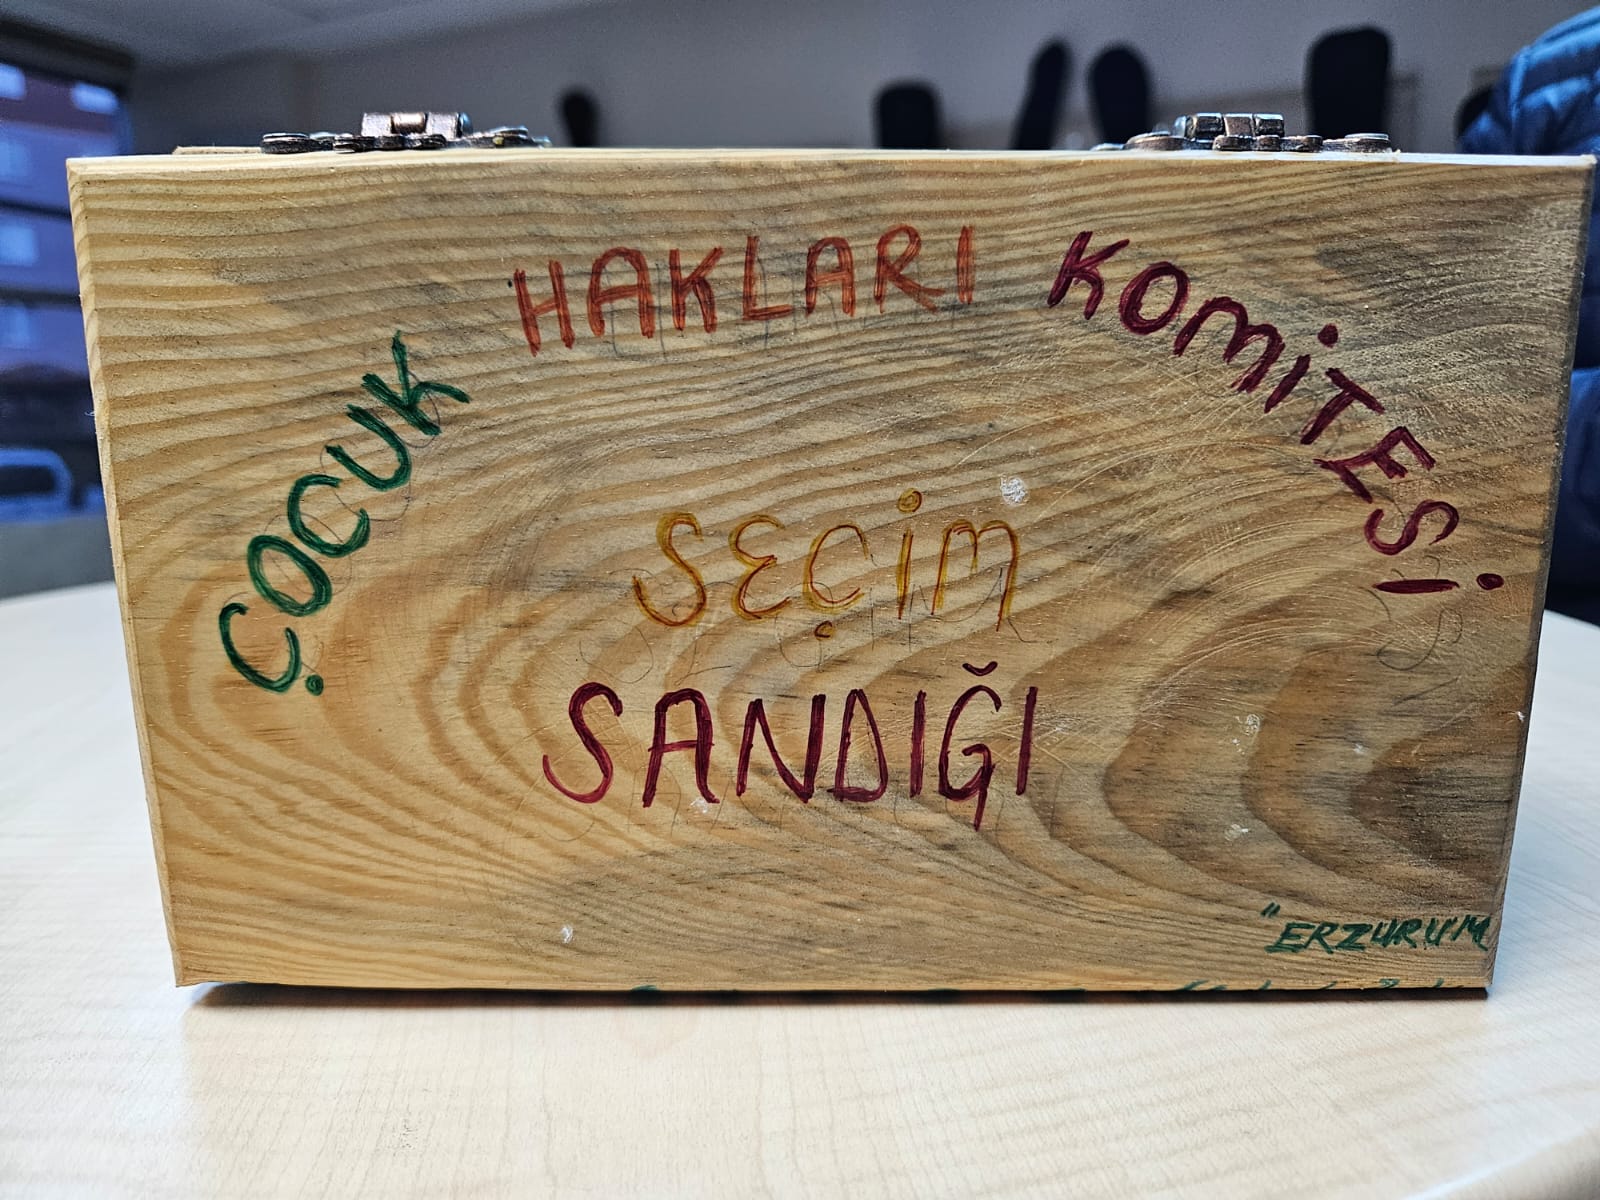 ÇOCUK HAKLARI KOMİTESİ
SEÇİM
SANDIĞI
"ERZURUM